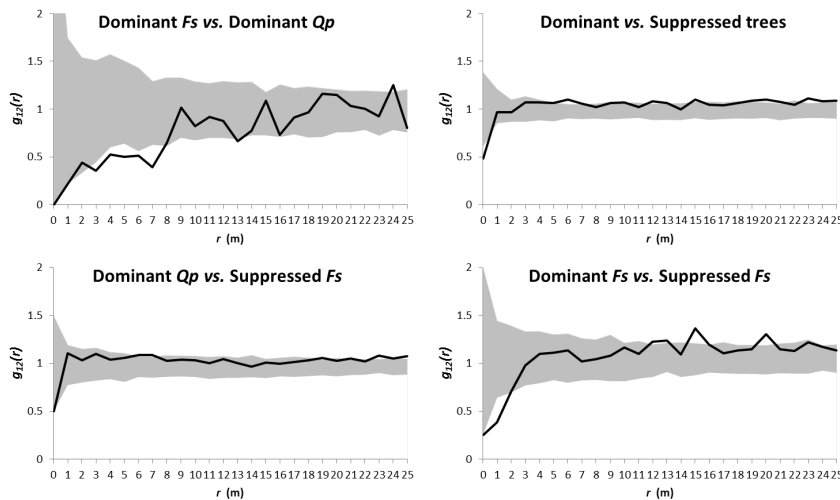 Dominant Fs vs. Dominant Qp
2
1.5
1
0.5
0
g12(r)
0 1 2 3 4 5 6 7 8 9 10 11 12 13 14 15 16 17 18 19 20 21 22 23 24 25
r (m)
Dominant vs. Suppressed trees
2
1.5
1
0.5
0
g12(r)
0 1 2 3 4 5 6 7 8 9 10 11 12 13 14 15 16 17 18 19 20 21 22 23 24 25
r (m)
Dominant Qp vs. Suppressed Fs
2
1.5
1
0.5
0
g12(r)
0 1 2 3 4 5 6 7 8 9 10 11 12 13 14 15 16 17 18 19 20 21 22 23 24 25
r (m)
Dominant Fs vs. Suppressed Fs
2
1.5
1
0.5
0
g12(r)
0 1 2 3 4 5 6 7 8 9 10 11 12 13 14 15 16 17 18 19 20 21 22 23 24 25
r (m)